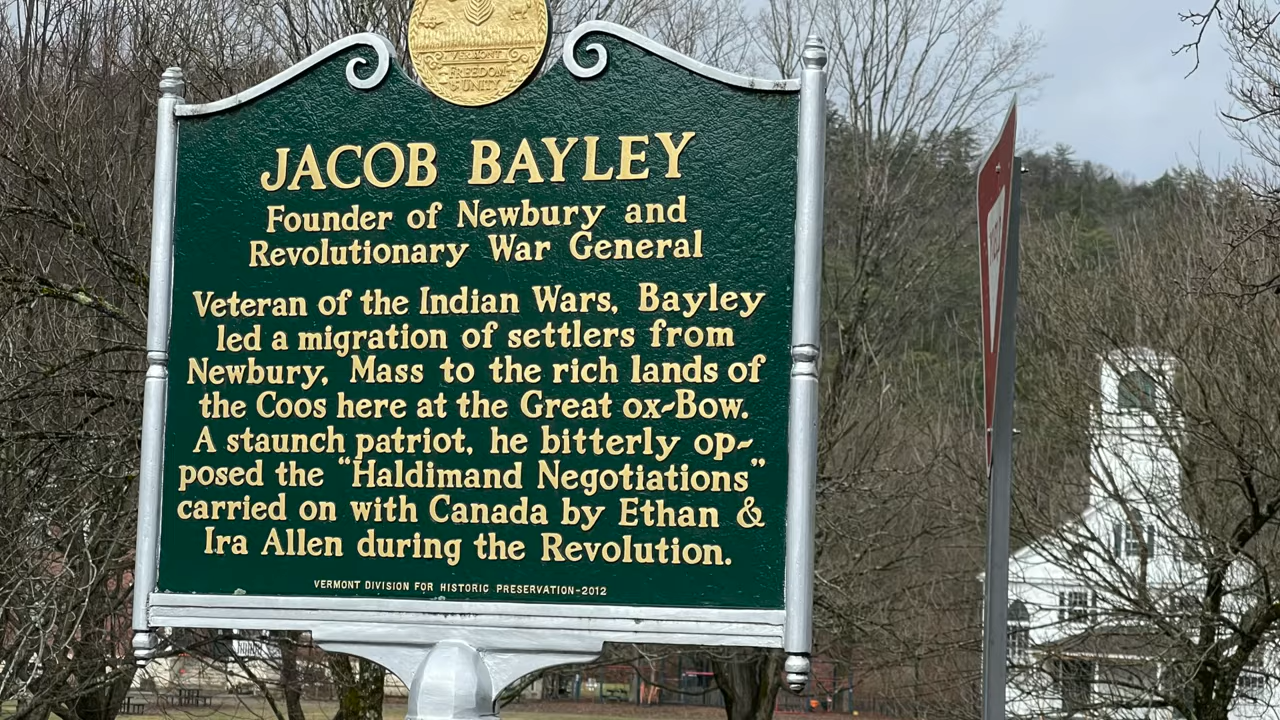 VERMONT
FREEDOM
& UNITY
JACOB BAYLEY
Founder of Newbury and
Revolutionary War General
Veteran of the Indian Wars, Bayley
led a migration of settlers from
Newbury, Mass to the rich lands of
the Coos here at the Great ox-Bow.
A staunch patriot, he bitterly op-
posed the "Haldimand Negotiations"
carried on with Canada by Ethan &
Ira Allen during the Revolution.
VERMONT DIVISION FOR HISTORIC PRESERVATION-2012